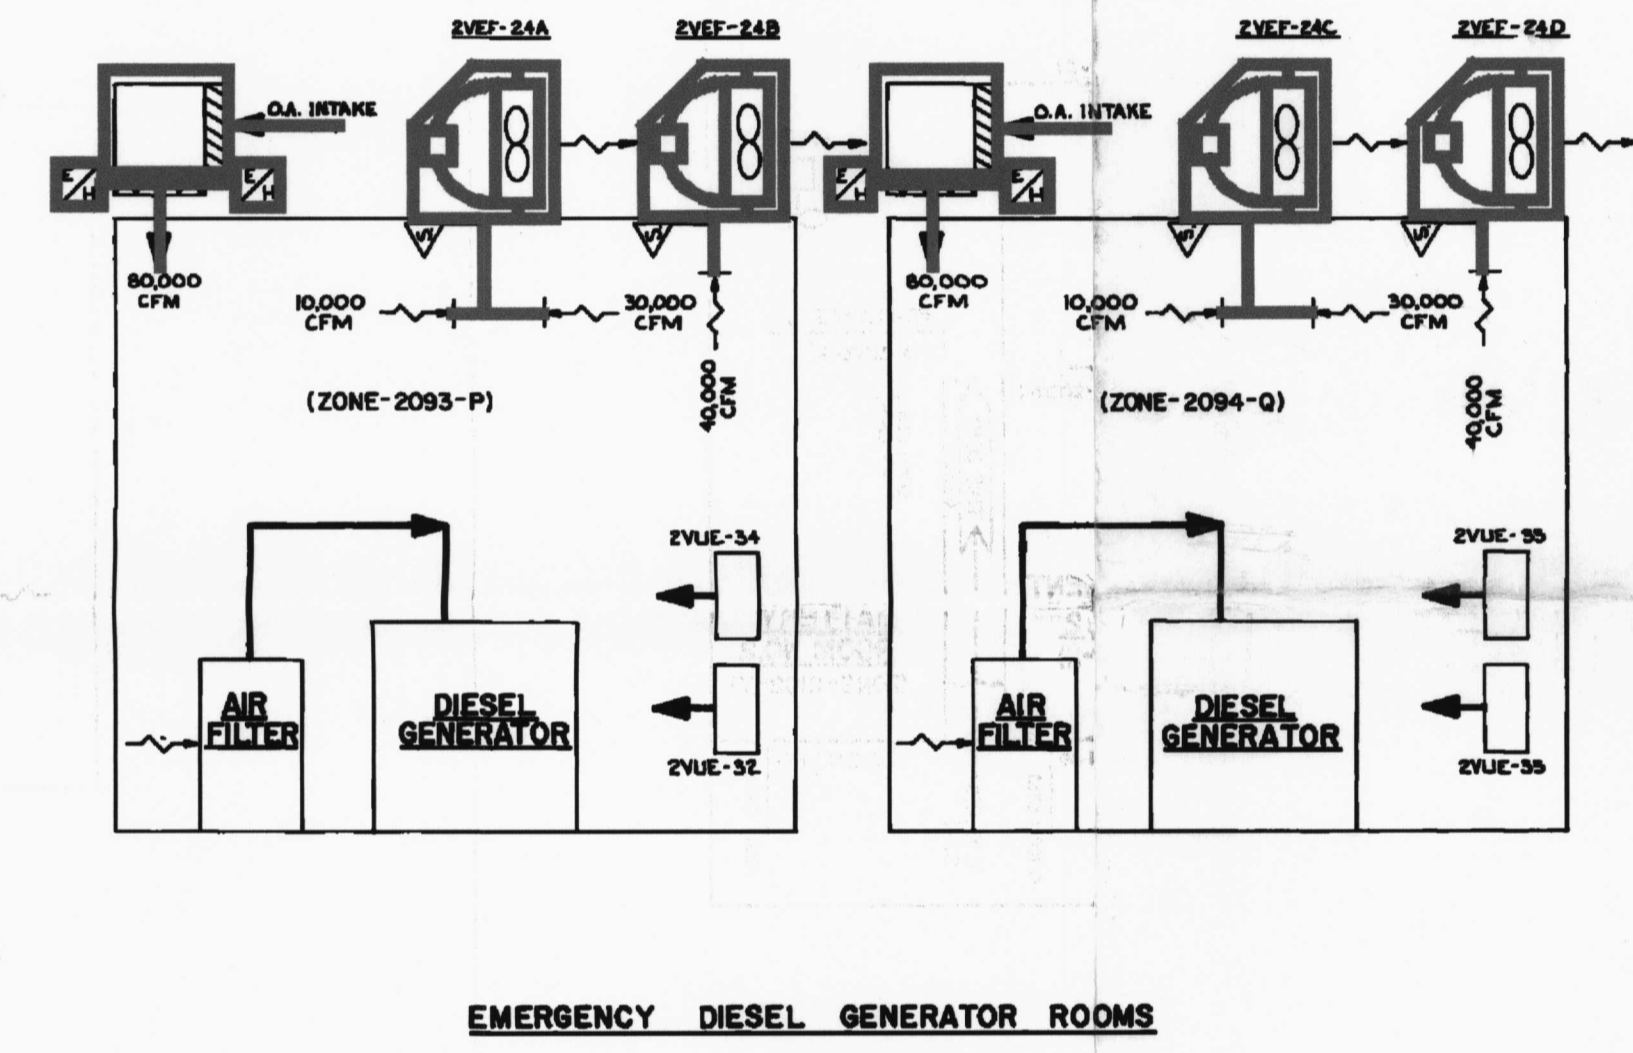 2VEF-24A
2VEF-24B
2VEF-24C
2VEF-24D
O.A. INTAKE
O.A. INTAKE
E/H
E/H
E/H
E/H
80,000
CFM
10,000
CFM
30,000
CFM
40,000
CFM
80,000
CFM
10,000
CFM
30,000
CFM
40,000
CFM
(ZONE-2093-P)
(ZONE-2094-Q)
2VUE-34
2VUE-35
AIR
FILTER
DIESEL
GENERATOR
AIR
FILTER
DIESEL
GENERATOR
2VUE-32
2VUE-33
EMERGENCY DIESEL GENERATOR ROOMS